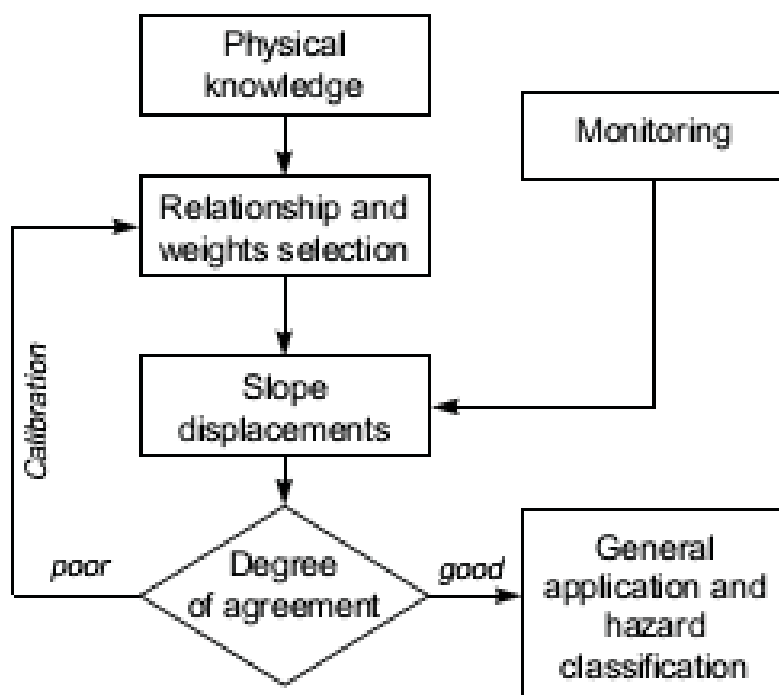 Physical
knowledge
Monitoring
Relationship and
weights selection
Calibration
Slope
displacements
poor
Degree
of agreement
good
General
application and
hazard
classification